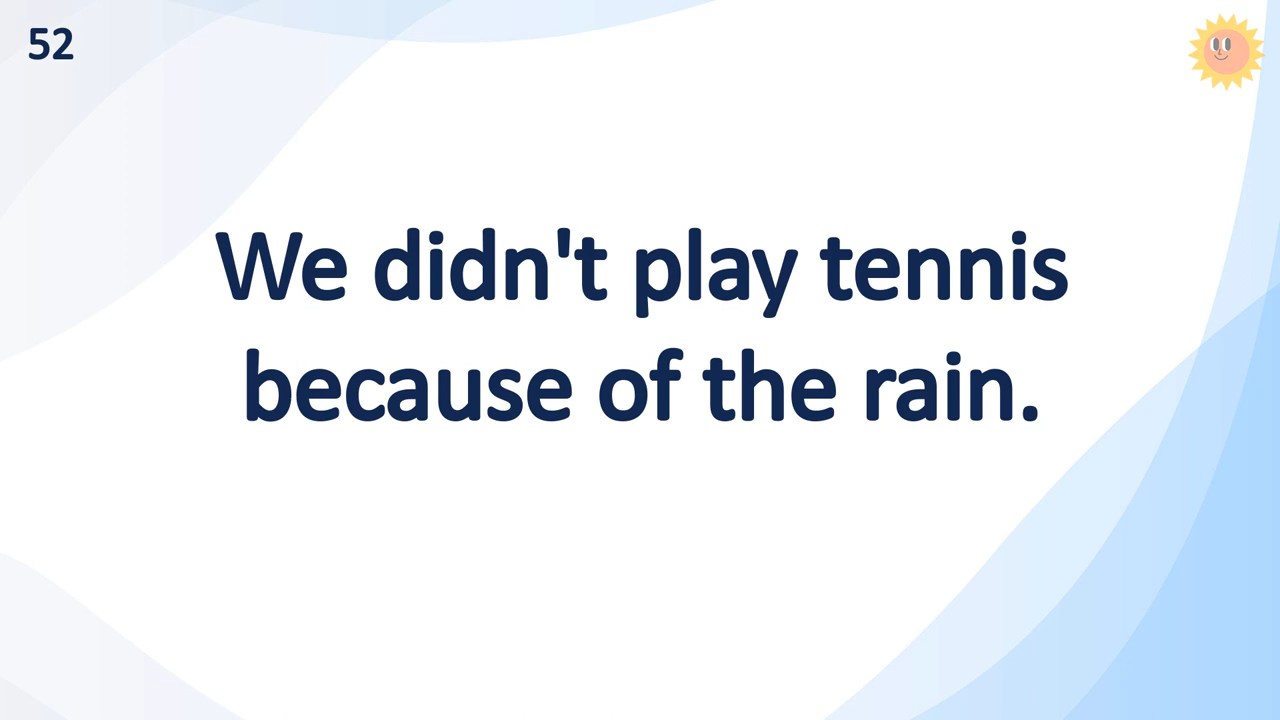 52
We didn't play tennis
because of the rain.